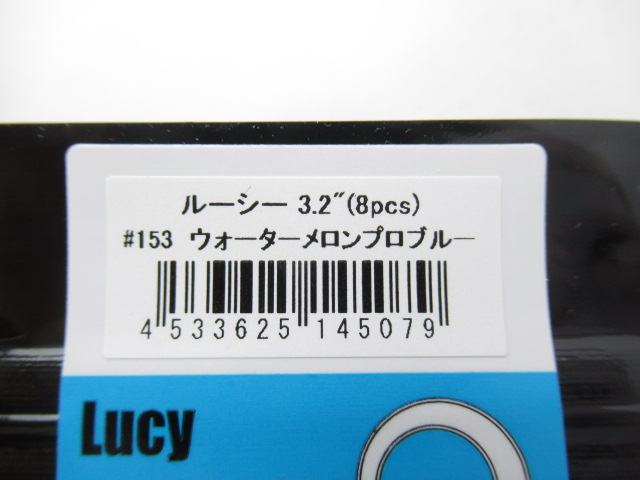 ルーシー 3.2″(8pcs)
#153 ウォーターメロンプロブルー
4 533625 145079
Lucy